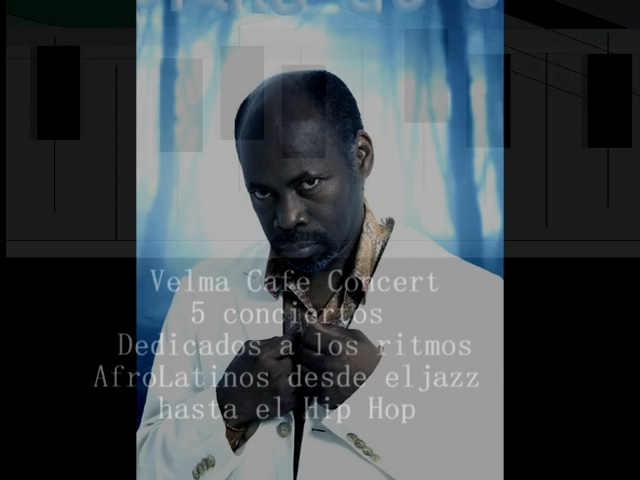 Velma Cafe Concert
5 conciertos
Dedicados a los ritmos
AfroLatinos desde eljazz
hasta el Hip Hop